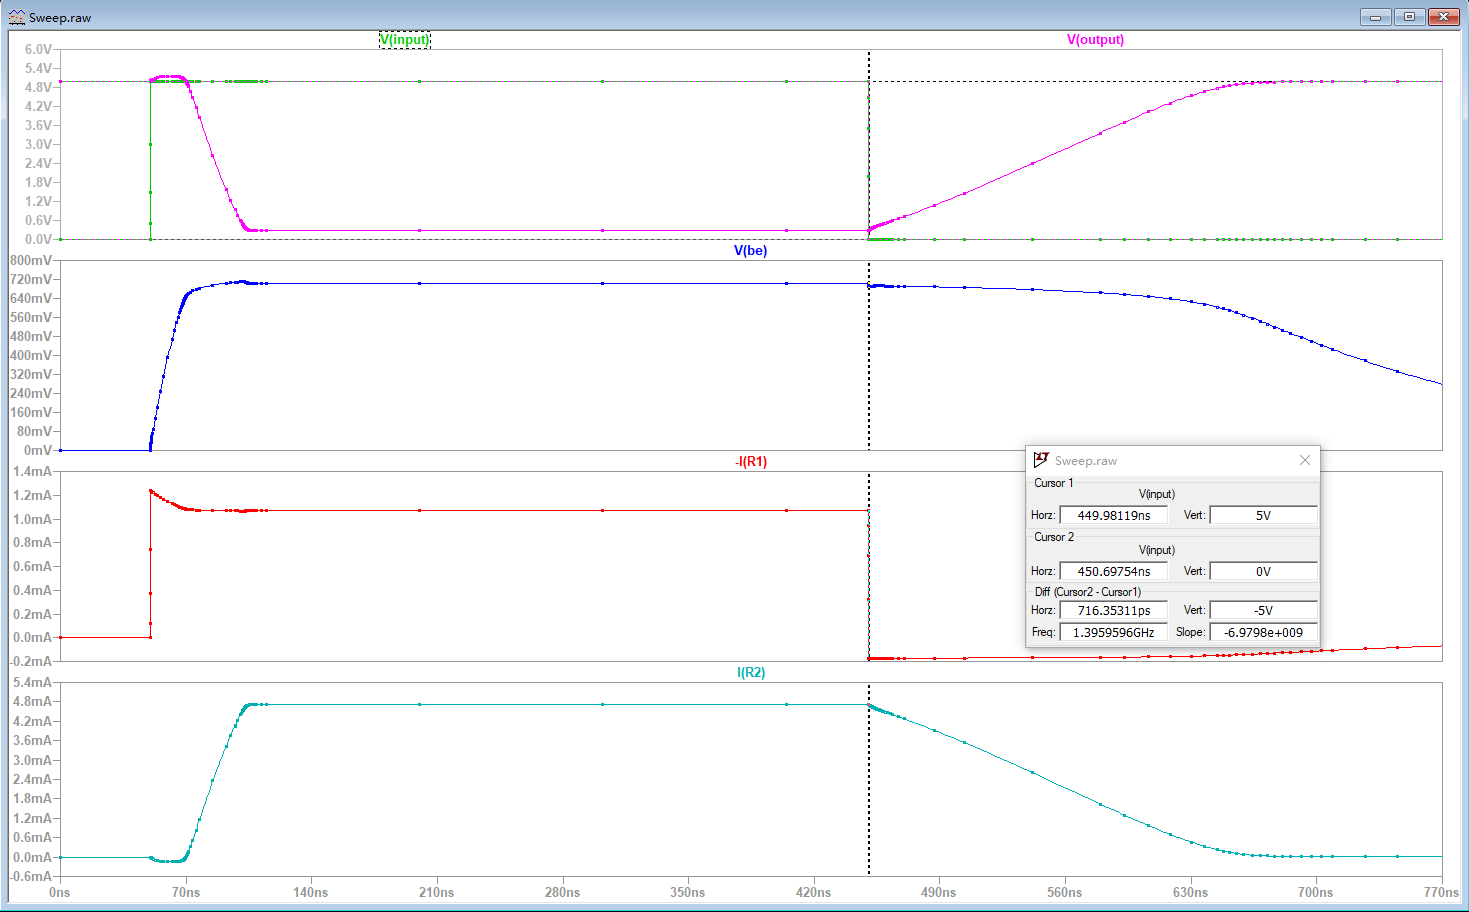 Sweep.raw
V(input) V(output)
6.0V
5.4V
4.8V
4.2V
3.6V
3.0V
2.4V
1.8V
1.2V
0.6V
0.0V
V(be)
800mV
720mV
640mV
560mV
480mV
400mV
320mV
240mV
160mV
80mV
0mV
-I(R1)
1.4mA
1.2mA
1.0mA
0.8mA
0.6mA
0.4mA
0.2mA
0.0mA
-0.2mA
Sweep.raw
Cursor 1
V(input)
Horz: 449.98119ns Vert: 5V
Cursor 2
V(input)
Horz: 450.69754ns Vert: 0V
Diff (Cursor2 - Cursor1)
Horz: 716.35311ps Vert: -5V
Freq: 1.3959596GHz Slope: -6.9798e+009
I(R2)
5.4mA
4.8mA
4.2mA
3.6mA
3.0mA
2.4mA
1.8mA
1.2mA
0.6mA
0.0mA
-0.6mA
0ns 70ns 140ns 210ns 280ns 350ns 420ns 490ns 560ns 630ns 700ns 770ns